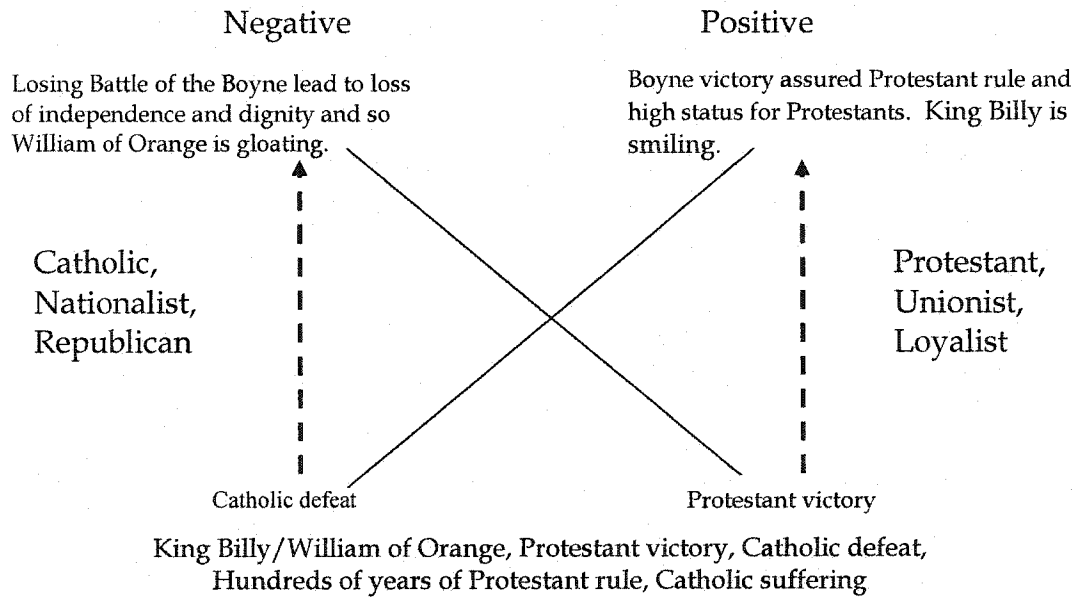 Negative
Positive
Losing Battle of the Boyne lead to loss
of independence and dignity and so
William of Orange is gloating.
Boyne victory assured Protestant rule and
high status for Protestants. King Billy is
smiling.
Catholic,
Nationalist,
Republican
Protestant,
Unionist,
Loyalist
Catholic defeat
Protestant victory
King Billy/William of Orange, Protestant victory, Catholic defeat,
Hundreds of years of Protestant rule, Catholic suffering